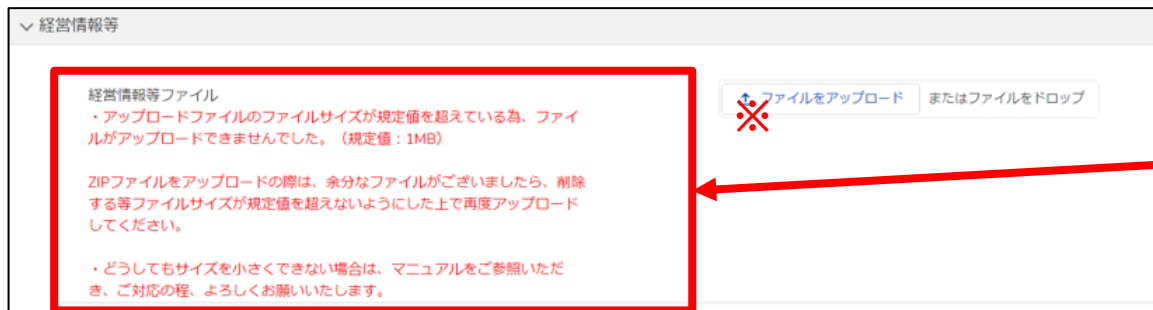 経営情報等
経営情報等ファイル
・アップロードファイルのファイルサイズが規定値を超えている為、ファイ
ルがアップロードできませんでした。（規定値：1MB）
ZIPファイルをアップロードの際は、余分なファイルがございましたら、削除
する等ファイルサイズが規定値を超えないようにした上で再度アップロード
してください。
・どうしてもサイズを小さくできない場合は、マニュアルをご参照いただ
き、ご対応の程、よろしくお願いいたします。
ファイルをアップロード またはファイルをドロップ
※